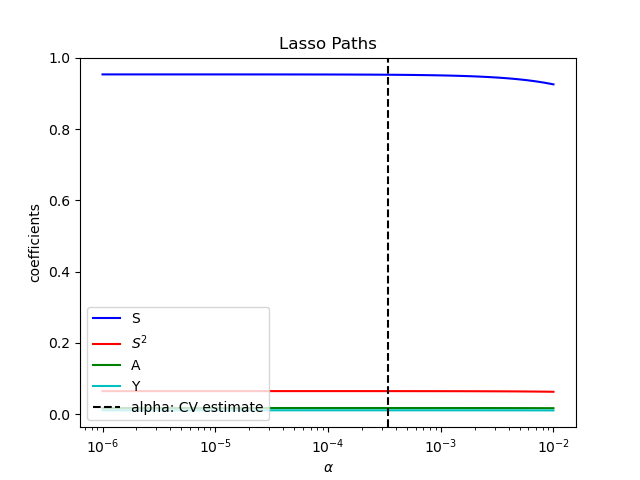 Lasso Paths
coefficients
1.0
0.8
0.6
0.4
0.2
0.0
S
S²
A
Y
alpha: CV estimate
10⁻⁶ 10⁻⁵ 10⁻⁴ 10⁻³ 10⁻²
α